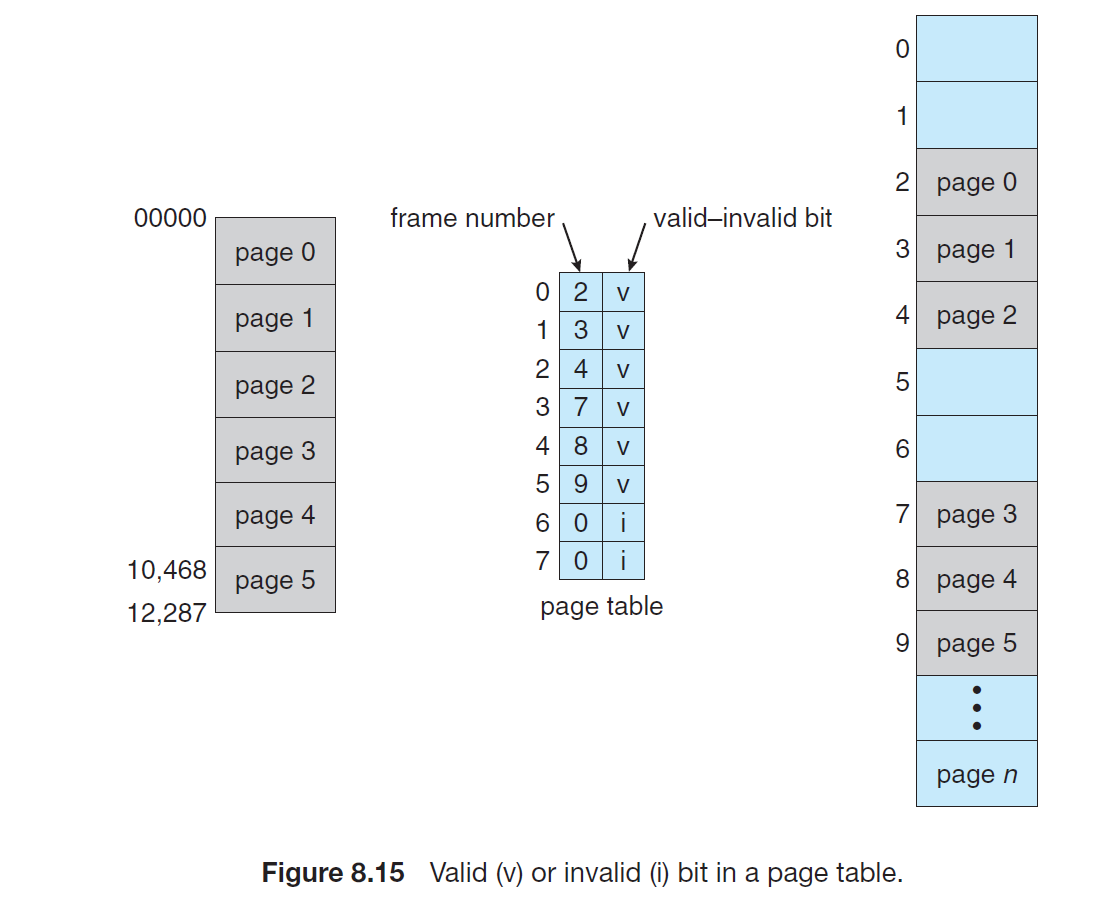 00000
page 0
page 1
page 2
page 3
page 4
10,468
page 5
12,287
frame number
valid–invalid bit
0 2 v
1 3 v
2 4 v
3 7 v
4 8 v
5 9 v
6 0 i
7 0 i
page table
0
1
2 page 0
3 page 1
4 page 2
5
6
7 page 3
8 page 4
9 page 5
page n
Figure 8.15 Valid (v) or invalid (i) bit in a page table.